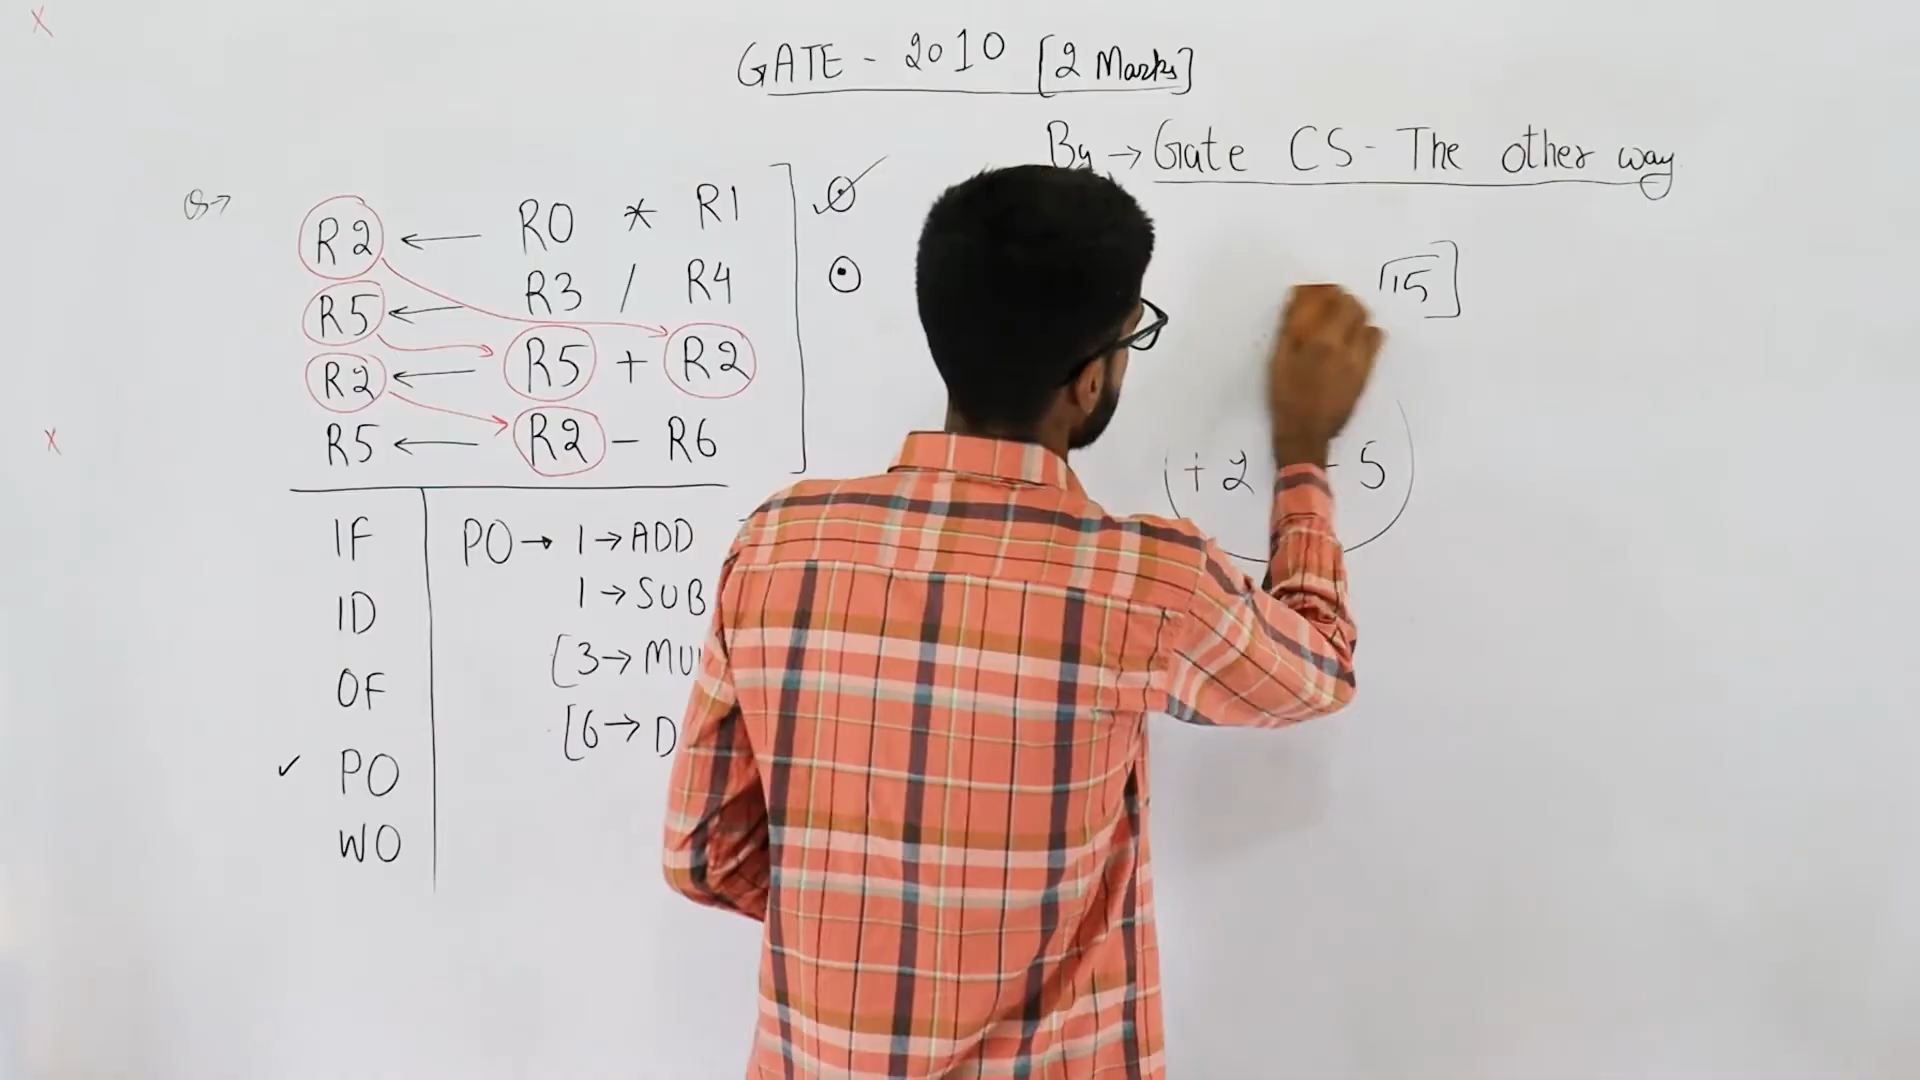 GATE - 2010 [2 Marks]
By → Gate CS - The other way
Q→
R2 ← R0 * R1
R5 ← R3 / R4
R2 ← R5 + R2
R5 ← R2 - R6
IF
ID
OF
✓ PO
WO
PO → 1 → ADD
1 → SUB
[3 → MU
[6 → D
15]
+ 2 - 5